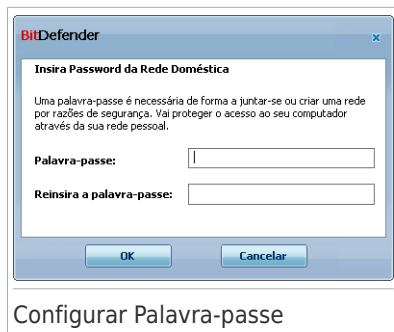 BitDefender
Insira Password da Rede Doméstica
Uma palavra-passe é necessária de forma a juntar-se ou criar uma rede
por razões de segurança. Vai proteger o acesso ao seu computador
através da sua rede pessoal.
Palavra-passe:
Reinsira a palavra-passe:
OK Cancelar
Configurar Palavra-passe